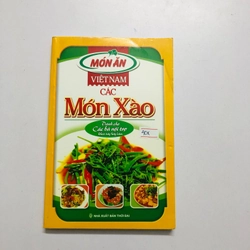 MÓN ĂN
VIỆT NAM
CÁC
Món Xào
Dành cho
Các bà nội trợ
NHÀ XUẤT BẢN THỜI ĐẠI